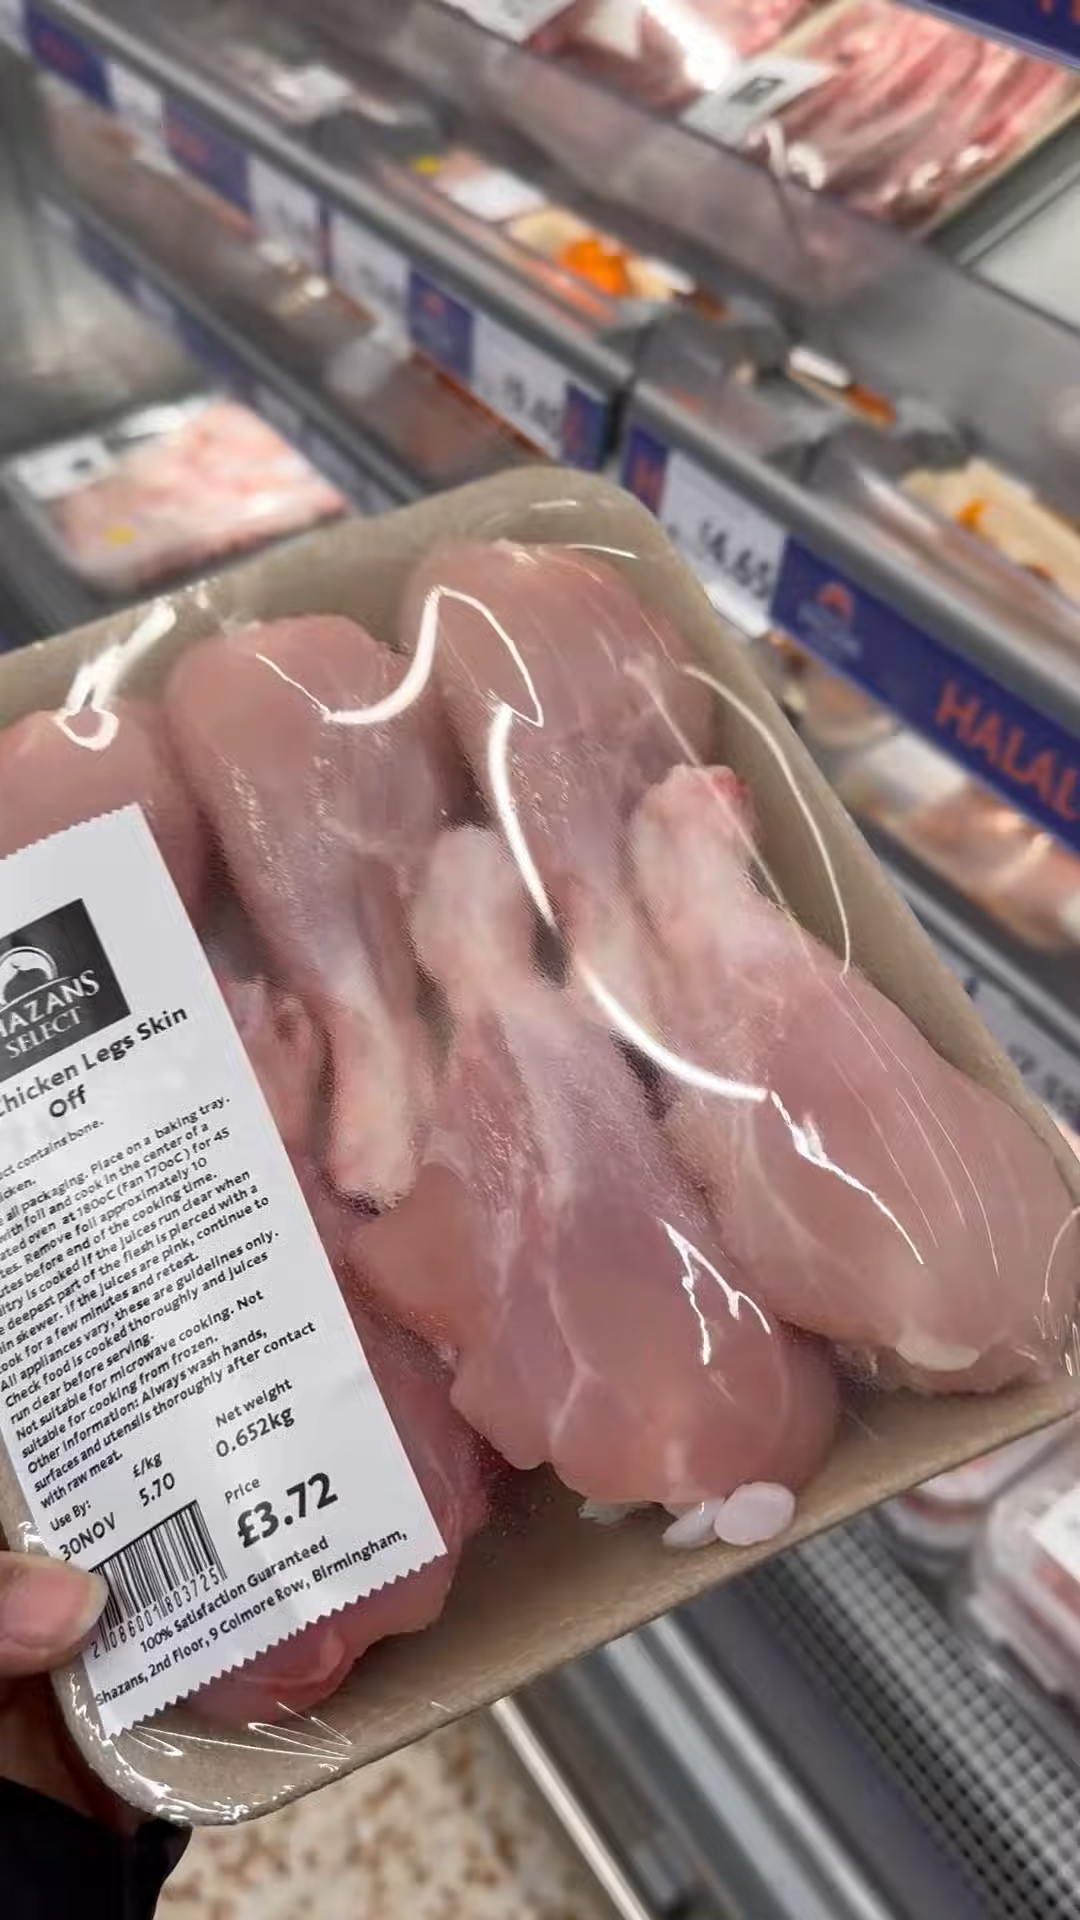 HAZANS
SELECT
Chicken Legs Skin
Off
contains bone.
all packaging. Place on a baking tray.
with foil and cook in the center of a
oven at 180oC (Fan 170oC) for 45
Remove foil approximately 10
before end of the cooking time.
is cooked if the juices run clear when
deepest part of the flesh is pierced with a
skewer. If the juices are pink, continue to
cook for a few minutes and retest.
All appliances vary, these are guidelines only.
Check food is cooked thoroughly and juices
run clear before serving.
Not suitable for microwave cooking. Not
suitable for cooking from frozen.
Other Information: Always wash hands,
surfaces and utensils thoroughly after contact
with raw meat.
Use By:
30NOV
£/kg
5.70
Net weight
0.652kg
Price
£3.72
2 086001 803725
100% Satisfaction Guaranteed
Shazans, 2nd Floor, 9 Colmore Row, Birmingham,
£4.65
HALAL